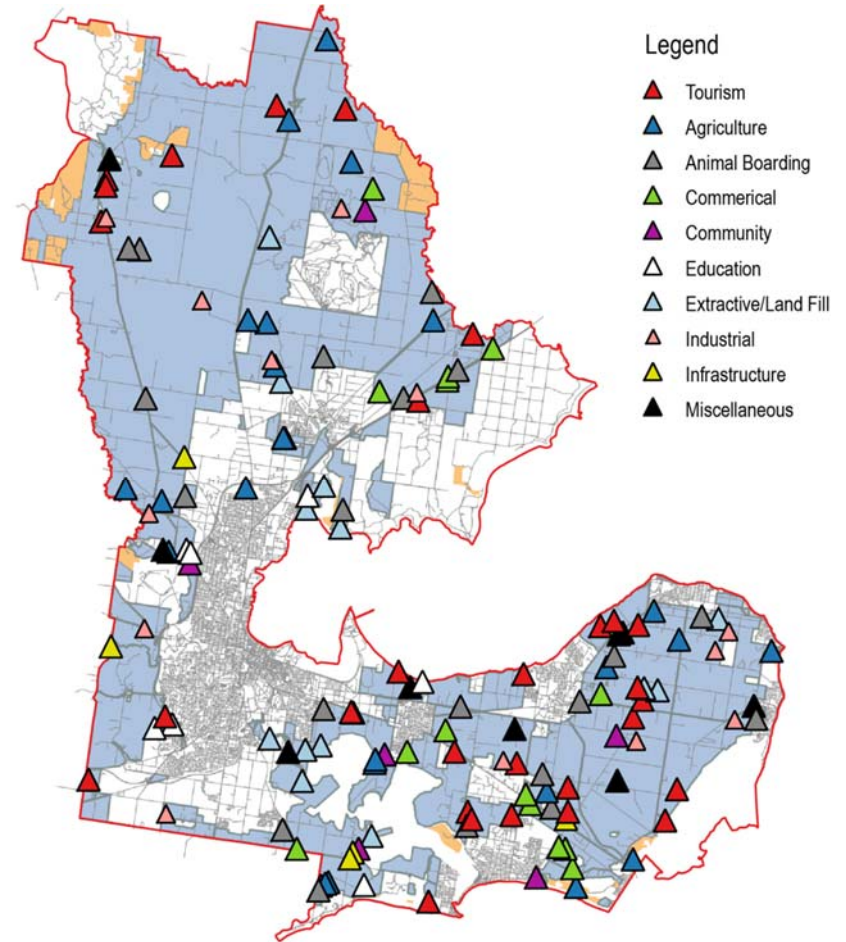 Legend
Tourism
Agriculture
Animal Boarding
Commerical
Community
Education
Extractive/Land Fill
Industrial
Infrastructure
Miscellaneous